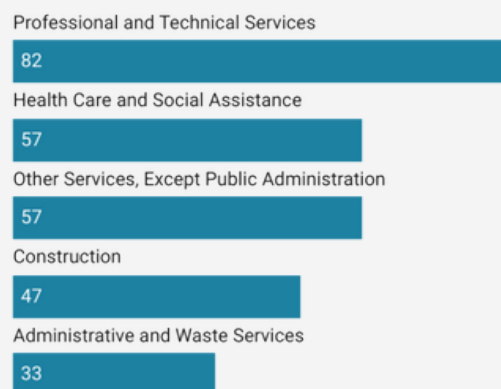 Professional and Technical Services
82
Health Care and Social Assistance
57
Other Services, Except Public Administration
57
Construction
47
Administrative and Waste Services
33